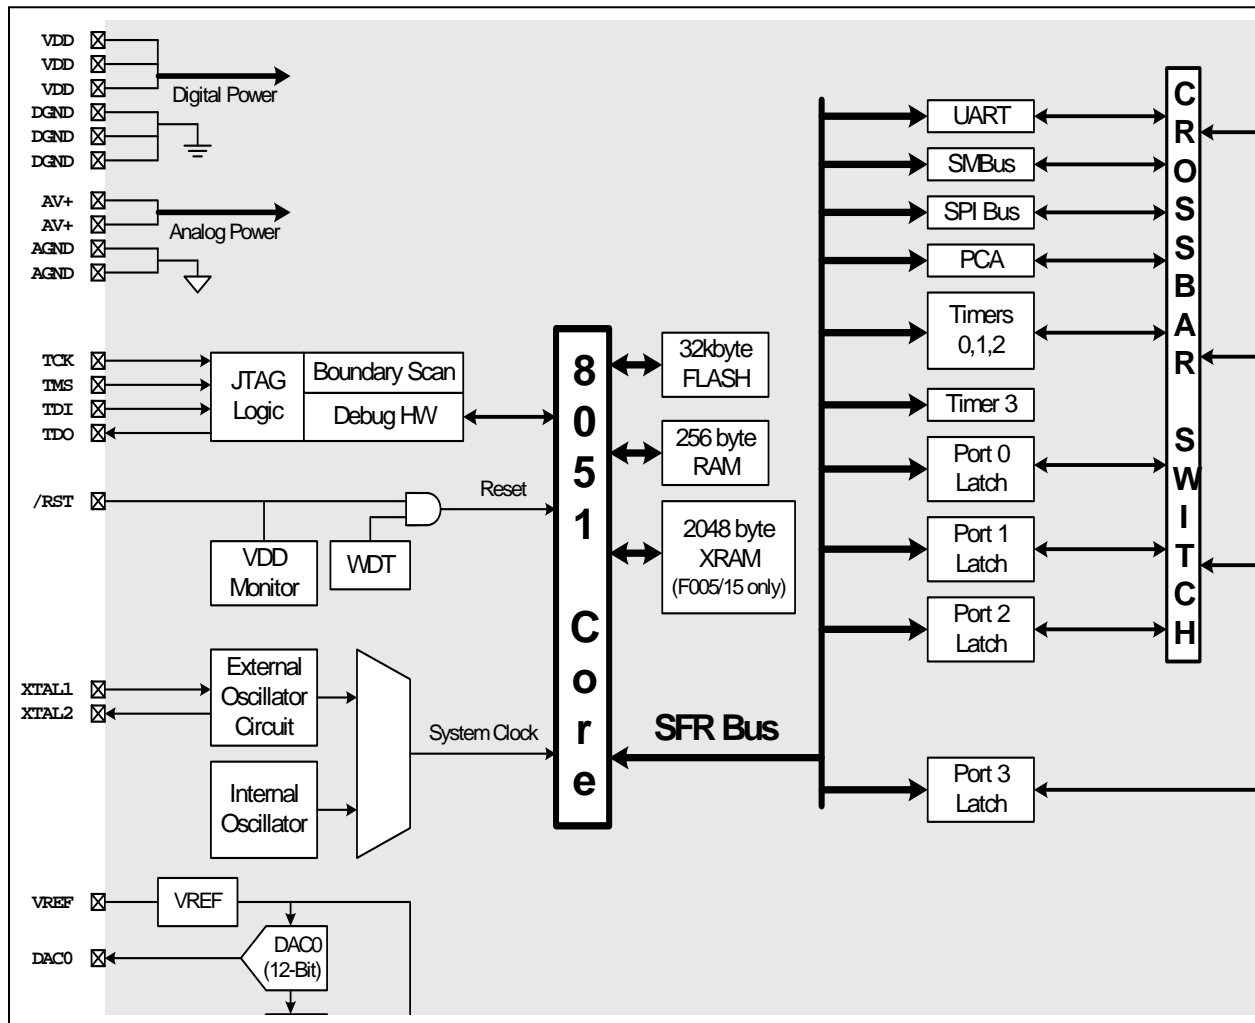 VDD
VDD
VDD
Digital Power
DGND
DGND
DGND
AV+
AV+
Analog Power
AGND
AGND
TCK
TMS
TDI
TDO
JTAG
Logic
Boundary Scan
Debug HW
/RST
Reset
VDD
Monitor
WDT
XTAL1
XTAL2
External
Oscillator
Circuit
Internal
Oscillator
System Clock
VREF
VREF
DAC0
DAC0
(12-Bit)
8051 Core
32kbyte
FLASH
256 byte
RAM
2048 byte
XRAM
(F005/15 only)
SFR Bus
UART
SMBus
SPI Bus
PCA
Timers
0,1,2
Timer 3
Port 0
Latch
Port 1
Latch
Port 2
Latch
Port 3
Latch
CROSSBAR SWITCH